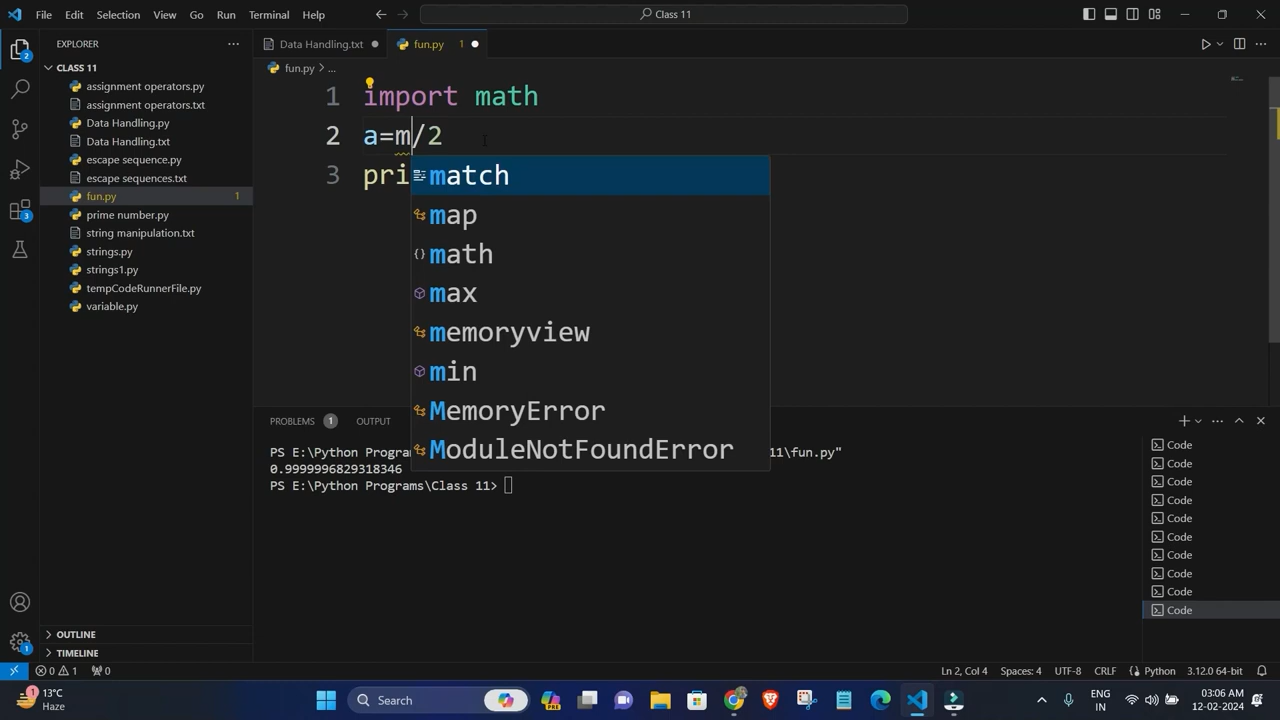 File Edit Selection View Go Run Terminal Help
Class 11
EXPLORER
Data Handling.txt
fun.py 1
CLASS 11
assignment operators.py
assignment operators.txt
Data Handling.py
Data Handling.txt
escape sequence.py
escape sequences.txt
fun.py 1
prime number.py
string manipulation.txt
strings.py
strings1.py
tempCodeRunnerFile.py
variable.py
2
3
fun.py > ...
1 import math
2 a=m/2
3 pri
match
map
math
max
memoryview
min
MemoryError
ModuleNotFoundError
PROBLEMS 1 OUTPUT
PS E:\Python Progra
11\fun.py"
0.9999996829318346
PS E:\Python Programs\Class 11>
Code
Code
Code
Code
Code
Code
Code
Code
Code
Code
OUTLINE
TIMELINE
1
0 1 0
Ln 2, Col 4 Spaces: 4 UTF-8 CRLF Python 3.12.0 64-bit
1
13°C
Haze
Search
PRE
ENG
IN
03:06 AM
12-02-2024